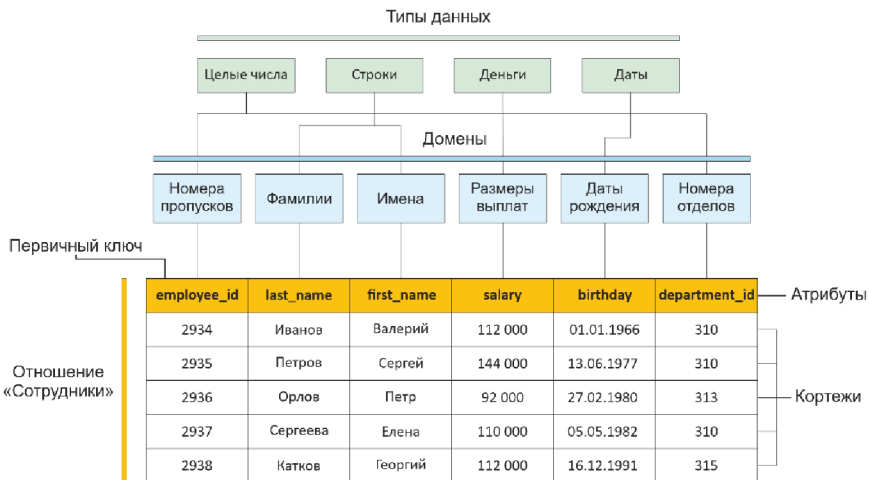 Типы данных
Целые числа
Строки
Деньги
Даты
Домены
Номера
пропусков
Фамилии
Имена
Размеры
выплат
Даты
рождения
Номера
отделов
Первичный ключ
employee_id last_name first_name salary birthday department_id
Атрибуты
2934 Иванов Валерий 112 000 01.01.1966 310
2935 Петров Сергей 144 000 13.06.1977 310
2936 Орлов Петр 92 000 27.02.1980 313
2937 Сергеева Елена 110 000 05.05.1982 310
2938 Катков Георгий 112 000 16.12.1991 315
Отношение
«Сотрудники»
Кортежи